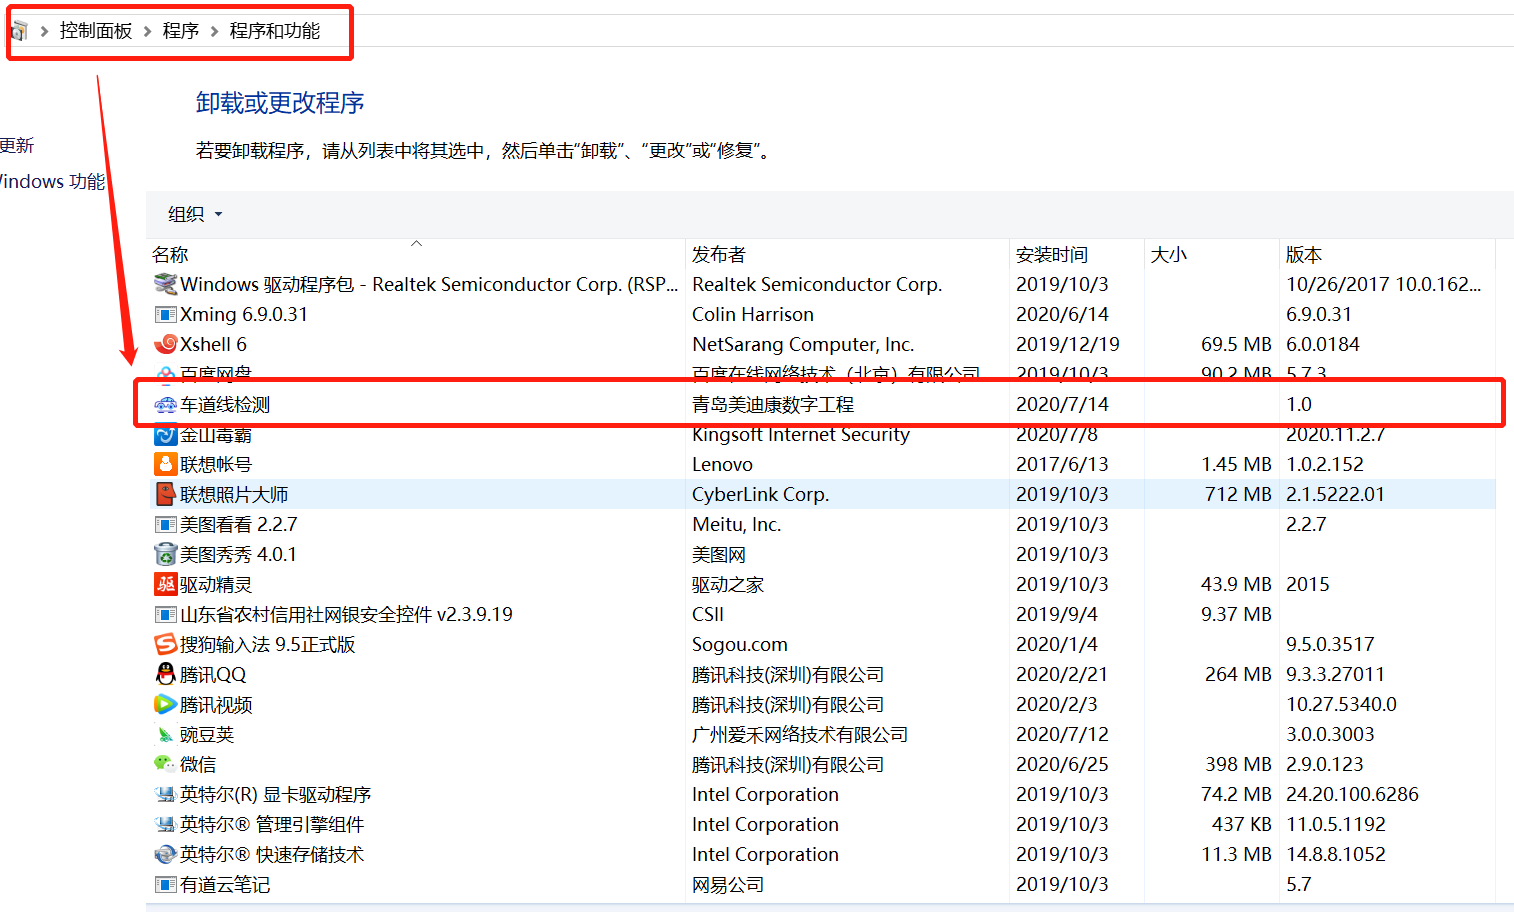 控制面板 > 程序 > 程序和功能
卸载或更改程序
更新
若要卸载程序，请从列表中将其选中，然后单击“卸载”、“更改”或“修复”。
Windows 功能
组织
名称 发布者 安装时间 大小 版本
Windows 驱动程序包 - Realtek Semiconductor Corp. (RSP... Realtek Semiconductor Corp. 2019/10/3 10/26/2017 10.0.162...
Xming 6.9.0.31 Colin Harrison 2020/6/14 6.9.0.31
Xshell 6 NetSarang Computer, Inc. 2019/12/19 69.5 MB 6.0.0184
百度网盘 百度在线网络技术（北京）有限公司 2019/10/3 90.2 MB 5.7.3
车道线检测 青岛美迪康数字工程 2020/7/14 1.0
金山毒霸 Kingsoft Internet Security 2020/7/8 2020.11.2.7
联想帐号 Lenovo 2017/6/13 1.45 MB 1.0.2.152
联想照片大师 CyberLink Corp. 2019/10/3 712 MB 2.1.5222.01
美图看看 2.2.7 Meitu, Inc. 2019/10/3 2.2.7
美图秀秀 4.0.1 美图网 2019/10/3
驱 驱动精灵 驱动之家 2019/10/3 43.9 MB 2015
山东省农村信用社网银安全控件 v2.3.9.19 CSII 2019/9/4 9.37 MB
搜狗输入法 9.5正式版 Sogou.com 2020/1/4 9.5.0.3517
腾讯QQ 腾讯科技(深圳)有限公司 2020/2/21 264 MB 9.3.3.27011
腾讯视频 腾讯科技(深圳)有限公司 2020/2/3 10.27.5340.0
豌豆荚 广州爱禾网络技术有限公司 2020/7/12 3.0.0.3003
微信 腾讯科技(深圳)有限公司 2020/6/25 398 MB 2.9.0.123
英特尔(R) 显卡驱动程序 Intel Corporation 2019/10/3 74.2 MB 24.20.100.6286
英特尔® 管理引擎组件 Intel Corporation 2019/10/3 437 KB 11.0.5.1192
英特尔® 快速存储技术 Intel Corporation 2019/10/3 11.3 MB 14.8.8.1052
有道云笔记 网易公司 2019/10/3 5.7